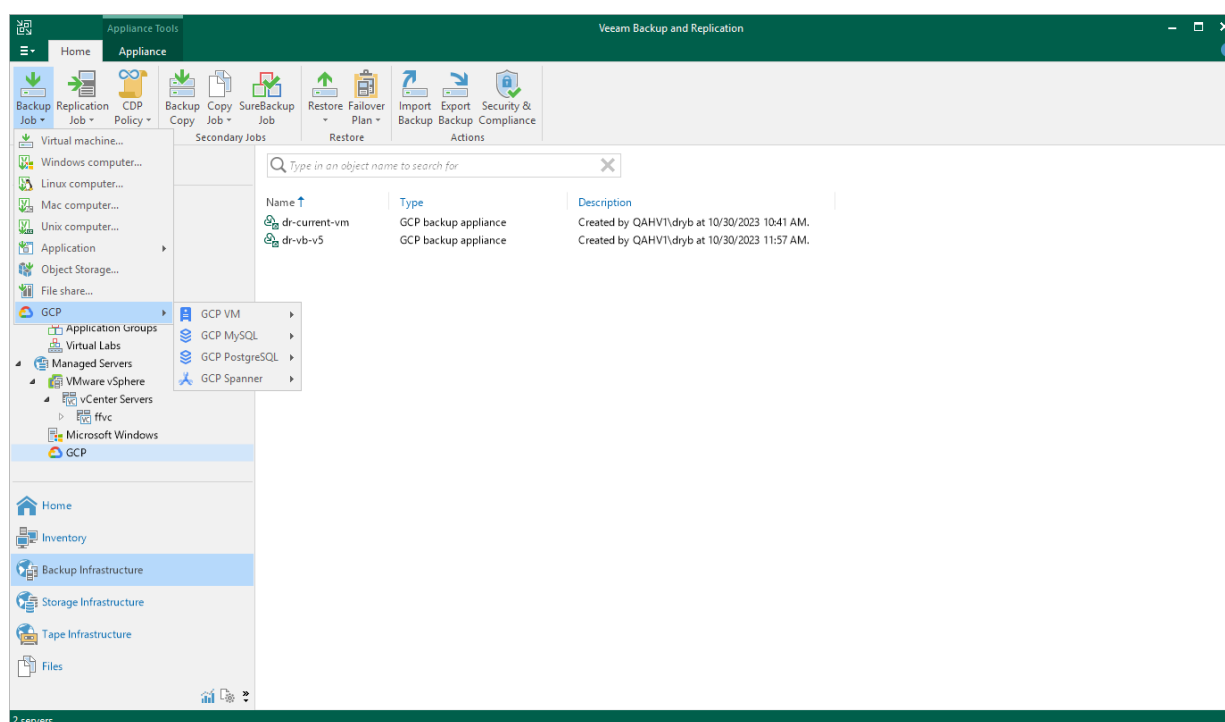 Appliance Tools
Veeam Backup and Replication
Home Appliance
Backup Replication CDP Backup Copy SureBackup Restore Failover Import Export Security &
Job Job Policy Copy Job Job Plan Backup Backup Compliance
Secondary Jobs Restore Actions
Virtual machine...
Windows computer...
Linux computer...
Mac computer...
Unix computer...
Application
Object Storage...
File share...
GCP
GCP VM
GCP MySQL
GCP PostgreSQL
GCP Spanner
Type in an object name to search for
Name Type Description
dr-current-vm GCP backup appliance Created by QAHV1\dryb at 10/30/2023 10:41 AM.
dr-vb-v5 GCP backup appliance Created by QAHV1\dryb at 10/30/2023 11:57 AM.
Application Groups
Virtual Labs
Managed Servers
VMware vSphere
vCenter Servers
ffvc
Microsoft Windows
GCP
Home
Inventory
Backup Infrastructure
Storage Infrastructure
Tape Infrastructure
Files
2 servers